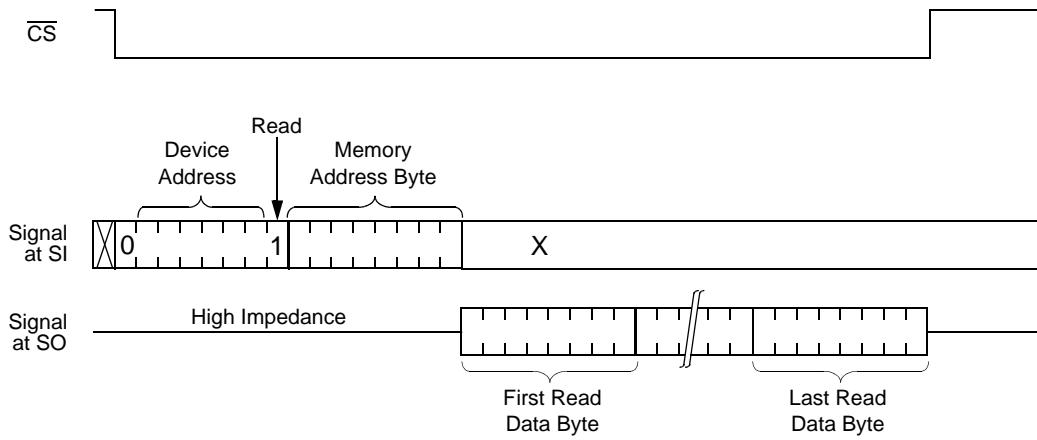 CS
Read
Device
Address
Memory
Address Byte
Signal
at SI
0
1
X
Signal
at SO
High Impedance
First Read
Data Byte
Last Read
Data Byte